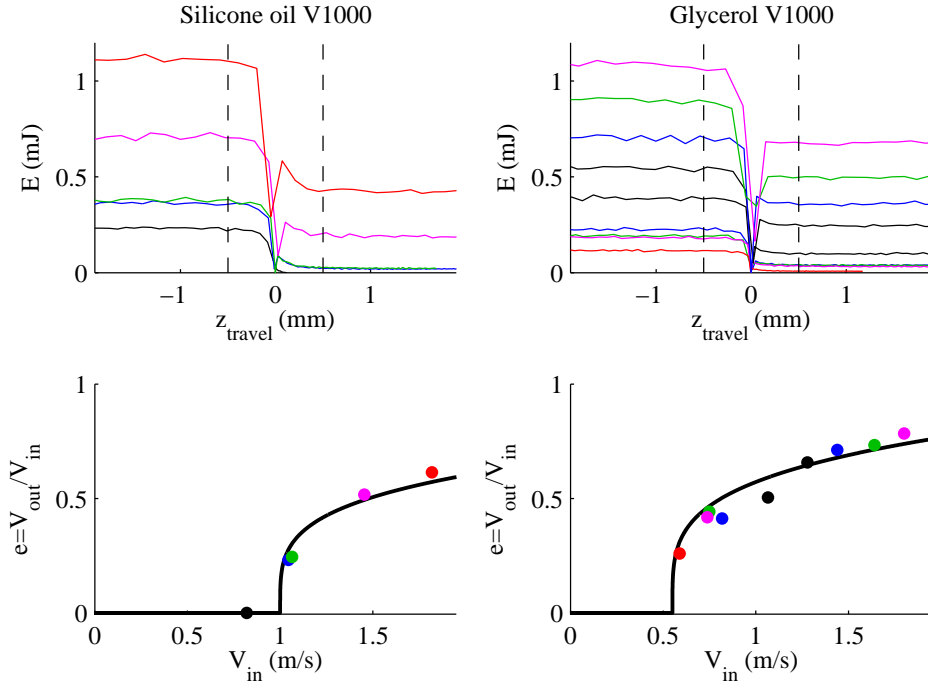 Silicone oil V1000
Glycerol V1000
1
0.5
0
E (mJ)
−1 0 1
z_travel (mm)
1
0.5
0
E (mJ)
−1 0 1
z_travel (mm)
1
0.5
0
e=V_out/V_in
0 0.5 1 1.5
V_in (m/s)
1
0.5
0
e=V_out/V_in
0 0.5 1 1.5
V_in (m/s)